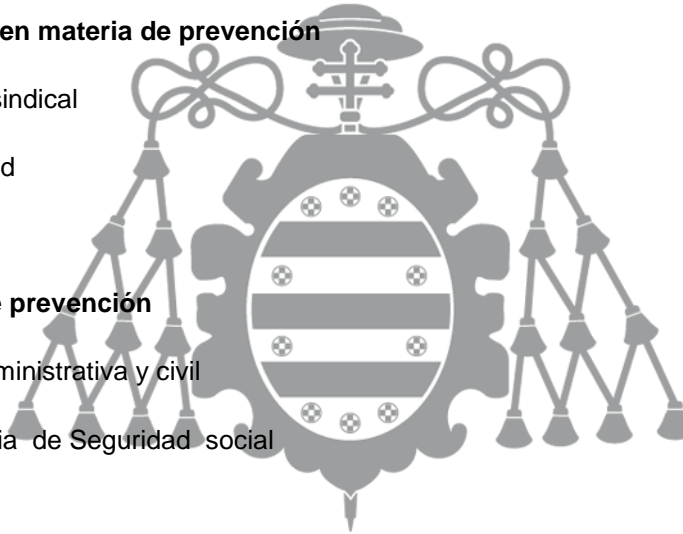 en materia de prevención
sindical
d
e prevención
ministrativa y civil
ia de Seguridad social